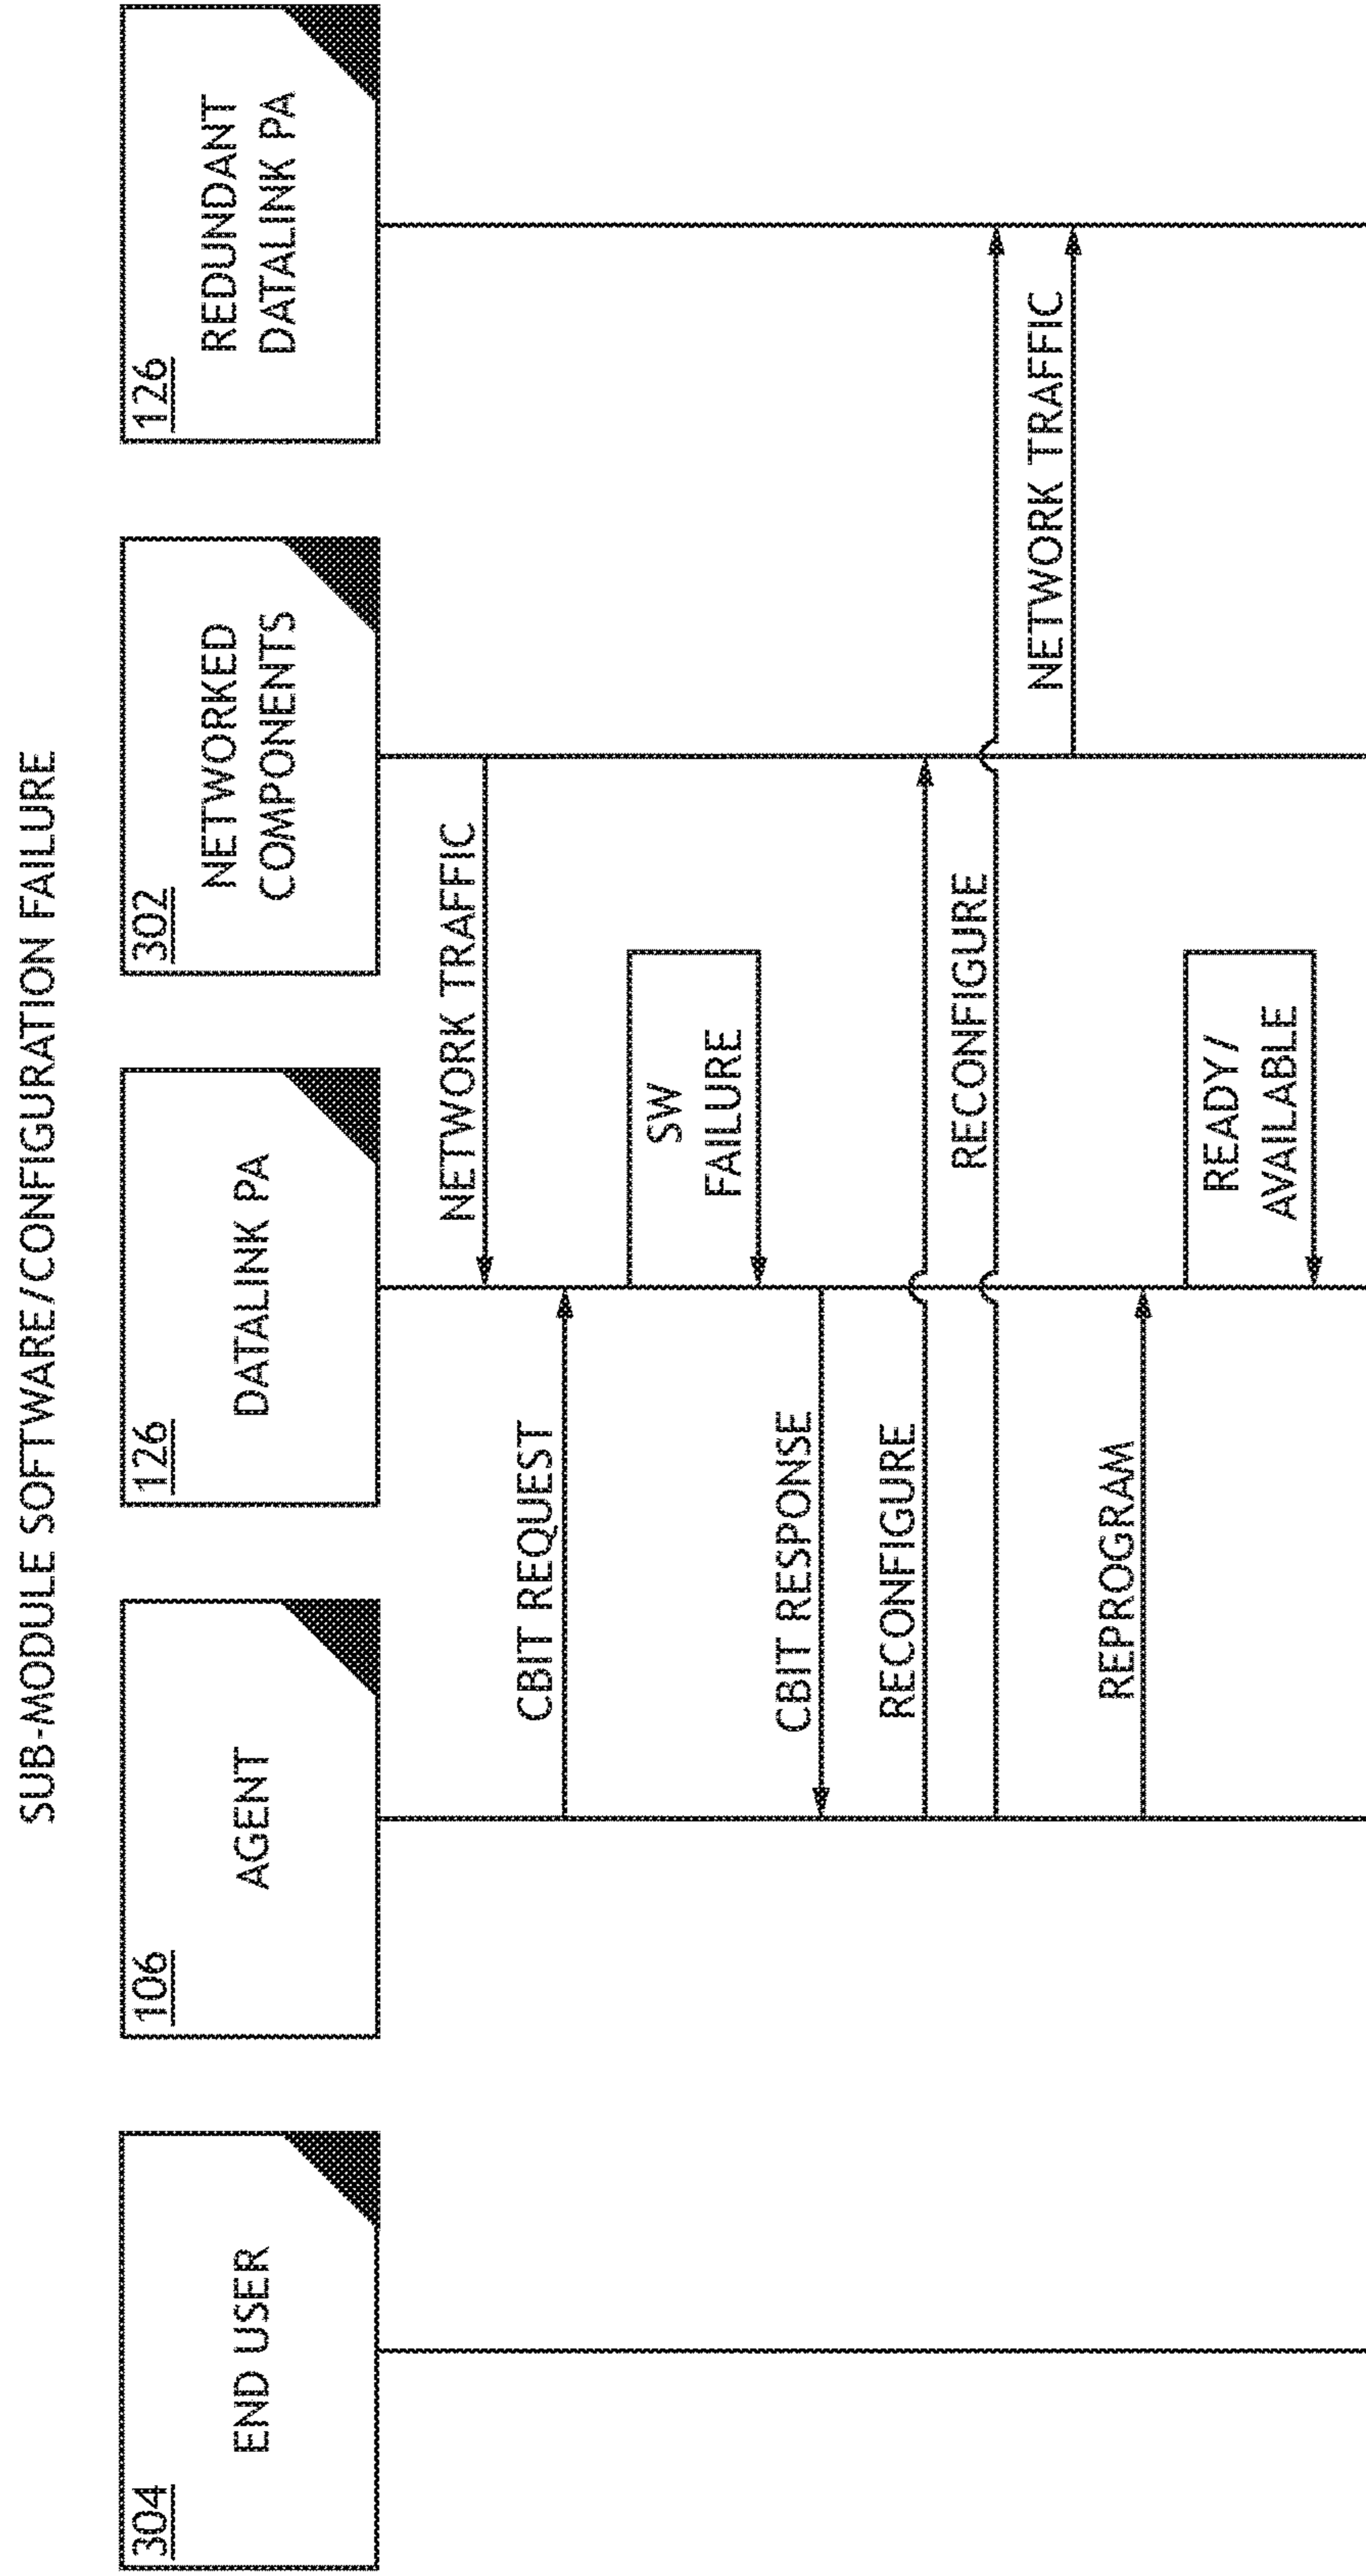 SUB-MODULE SOFTWARE/CONFIGURATION FAILURE
304
END USER
106
AGENT
126
DATALINK PA
302
NETWORKED
COMPONENTS
126
REDUNDANT
DATALINK PA
NETWORK TRAFFIC
CBIT REQUEST
SW
FAILURE
CBIT RESPONSE
RECONFIGURE
RECONFIGURE
NETWORK TRAFFIC
REPROGRAM
READY/
AVAILABLE